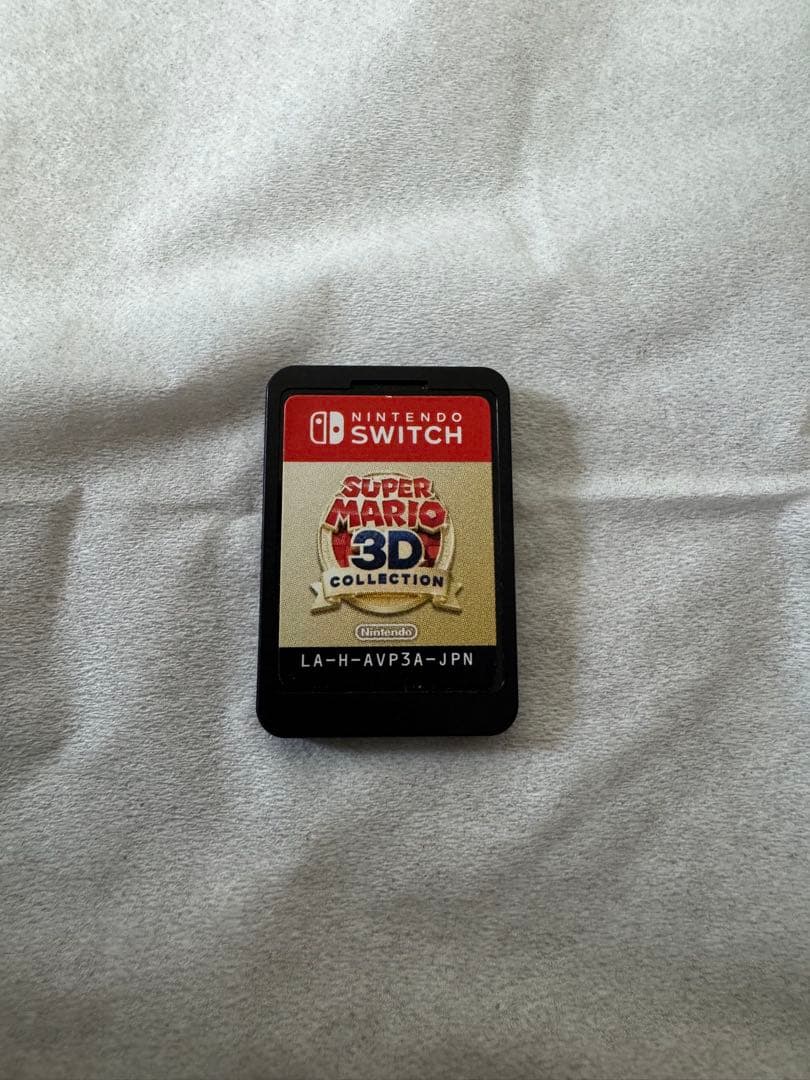 NINTENDO
SWITCH
SUPER
MARIO
3D
COLLECTION
Nintendo
LA-H-AVP3A-JPN